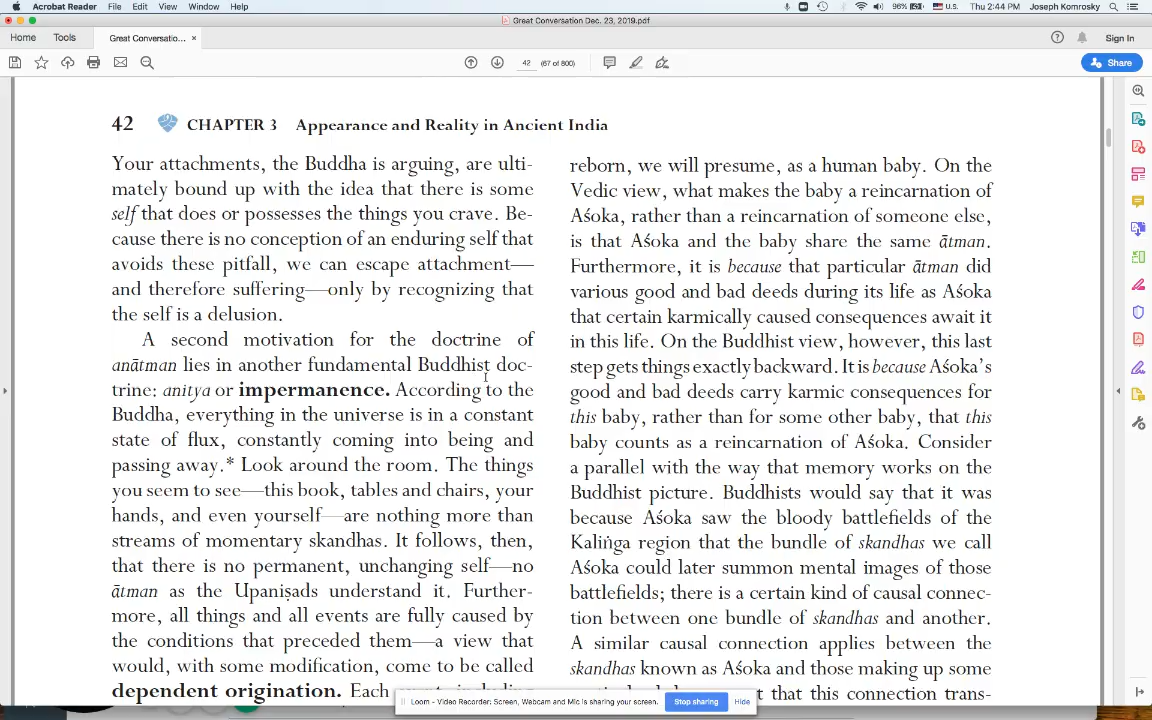 Acrobat Reader File Edit View Window Help
96% U.S. Thu 2:44 PM Joseph Komrosky
Great Conversation Dec. 23, 2019.pdf
Home Tools Great Conversatio... × Sign In
42 (67 of 800) Share
42 CHAPTER 3 Appearance and Reality in Ancient India
Your attachments, the Buddha is arguing, are ulti-
mately bound up with the idea that there is some
self that does or possesses the things you crave. Be-
cause there is no conception of an enduring self that
avoids these pitfall, we can escape attachment—
and therefore suffering—only by recognizing that
the self is a delusion.
A second motivation for the doctrine of
anātman lies in another fundamental Buddhist doc-
trine: anitya or impermanence. According to the
Buddha, everything in the universe is in a constant
state of flux, constantly coming into being and
passing away.* Look around the room. The things
you seem to see—this book, tables and chairs, your
hands, and even yourself—are nothing more than
streams of momentary skandhas. It follows, then,
that there is no permanent, unchanging self—no
ātman as the Upaniṣads understand it. Further-
more, all things and all events are fully caused by
the conditions that preceded them—a view that
would, with some modification, come to be called
dependent origination. Each
reborn, we will presume, as a human baby. On the
Vedic view, what makes the baby a reincarnation of
Aśoka, rather than a reincarnation of someone else,
is that Aśoka and the baby share the same ātman.
Furthermore, it is because that particular ātman did
various good and bad deeds during its life as Aśoka
that certain karmically caused consequences await it
in this life. On the Buddhist view, however, this last
step gets things exactly backward. It is because Aśoka's
good and bad deeds carry karmic consequences for
this baby, rather than for some other baby, that this
baby counts as a reincarnation of Aśoka. Consider
a parallel with the way that memory works on the
Buddhist picture. Buddhists would say that it was
because Aśoka saw the bloody battlefields of the
Kaliṅga region that the bundle of skandhas we call
Aśoka could later summon mental images of those
battlefields; there is a certain kind of causal connec-
tion between one bundle of skandhas and another.
A similar causal connection applies between the
skandhas known as Aśoka and those making up some
that this connection trans-
Loom - Video Recorder: Screen, Webcam and Mic is sharing your screen. Stop sharing Hide